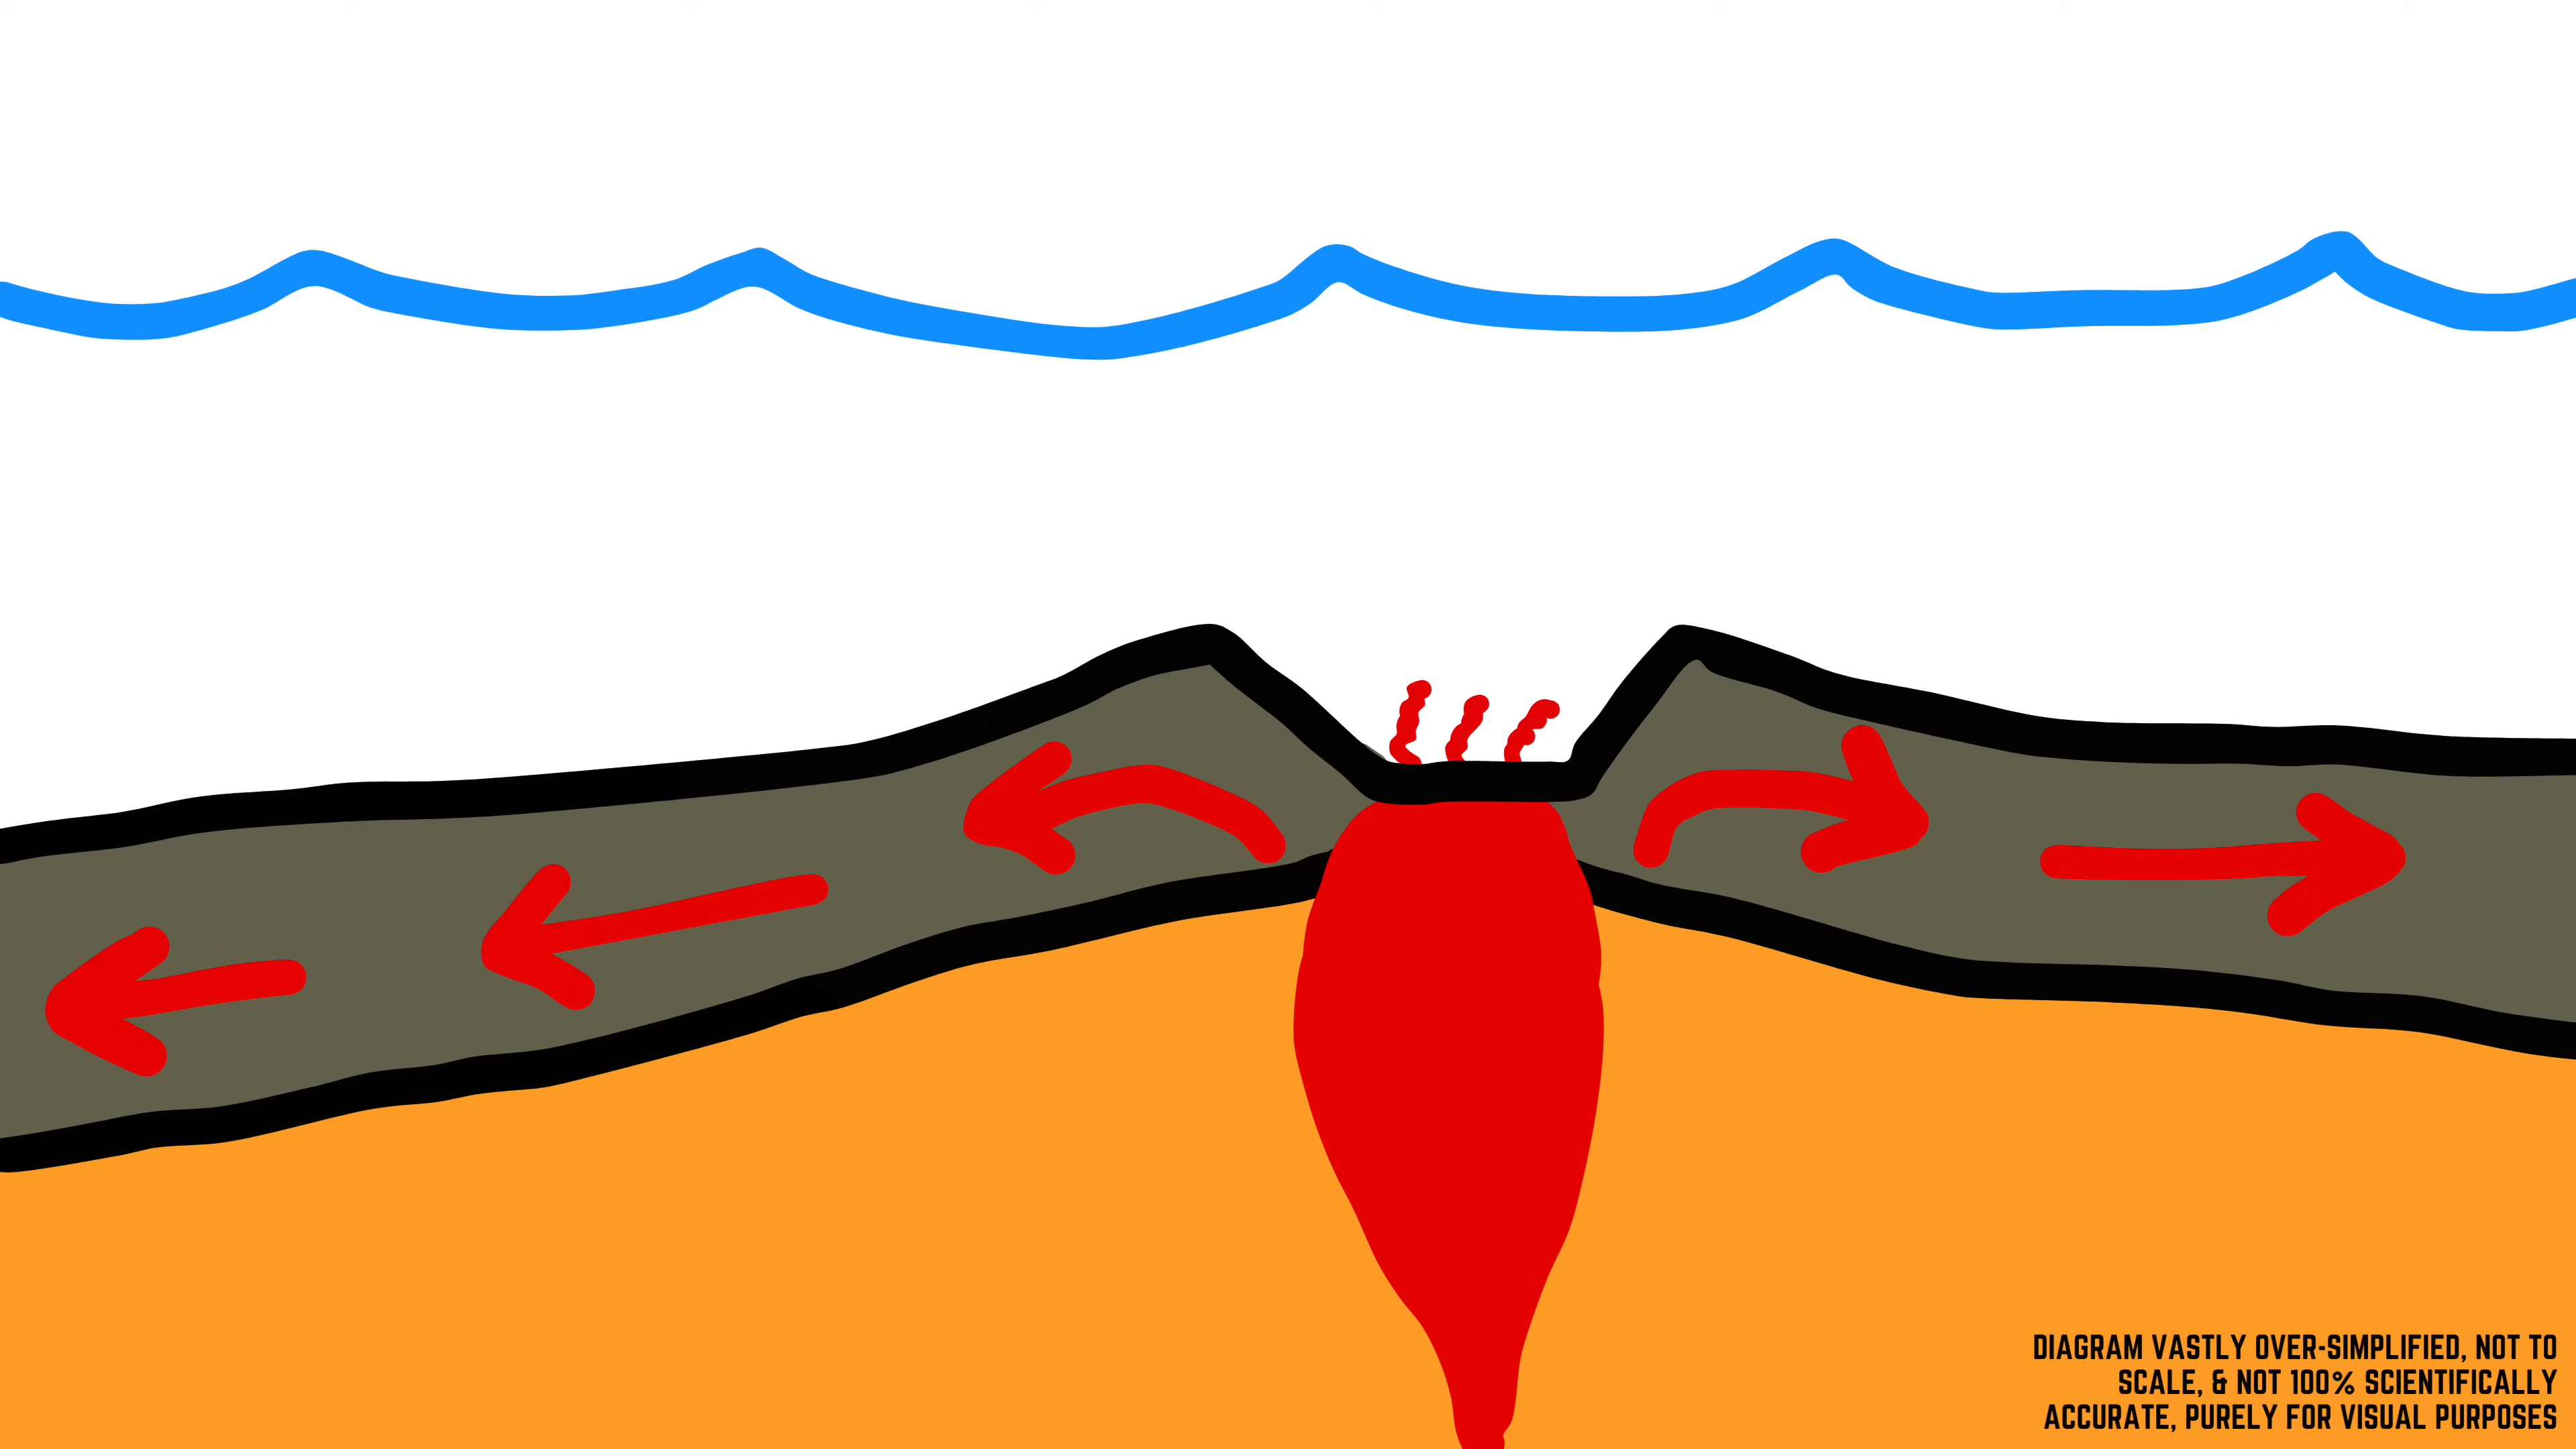 DIAGRAM VASTLY OVER-SIMPLIFIED, NOT TO
SCALE, & NOT 100% SCIENTIFICALLY
ACCURATE, PURELY FOR VISUAL PURPOSES